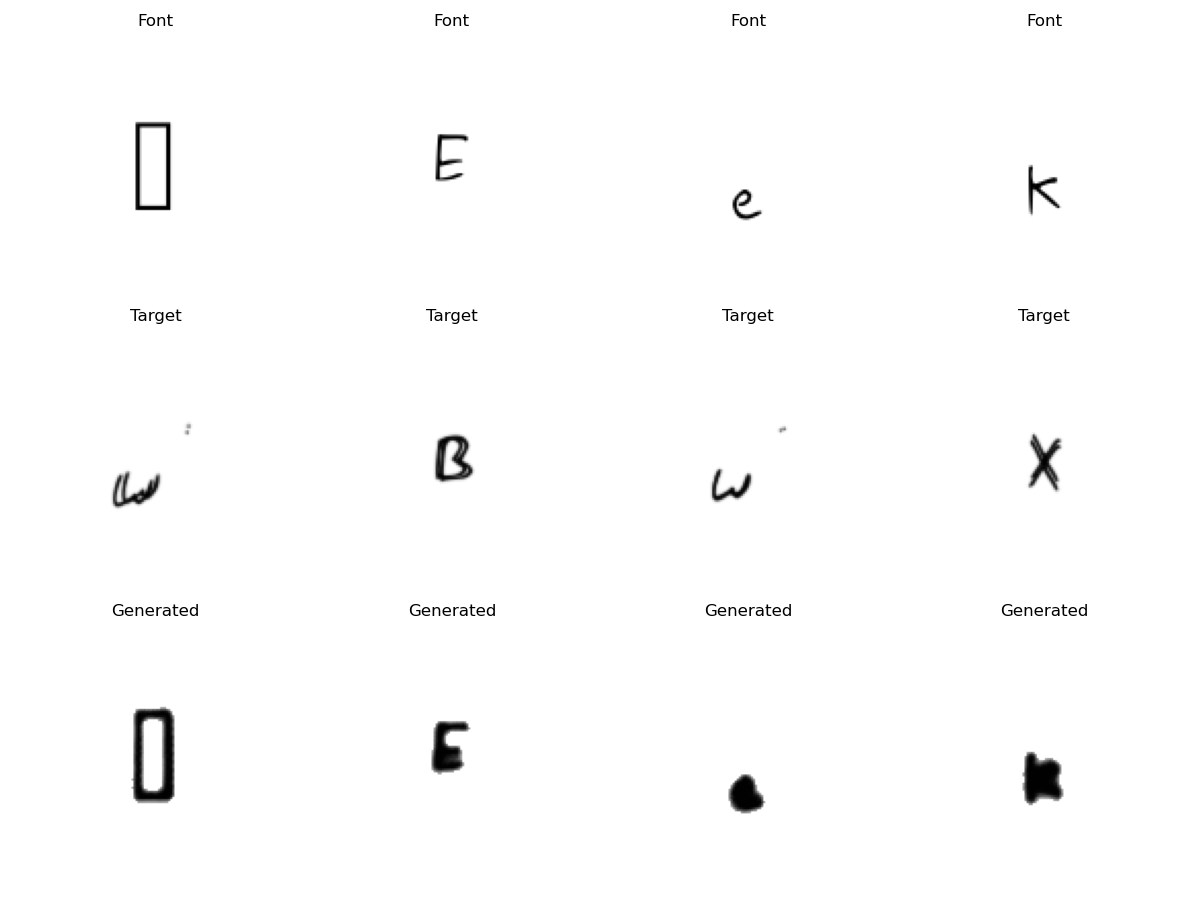 Font Font Font Font
E e K
Target Target Target Target
w B w X
Generated Generated Generated Generated
E